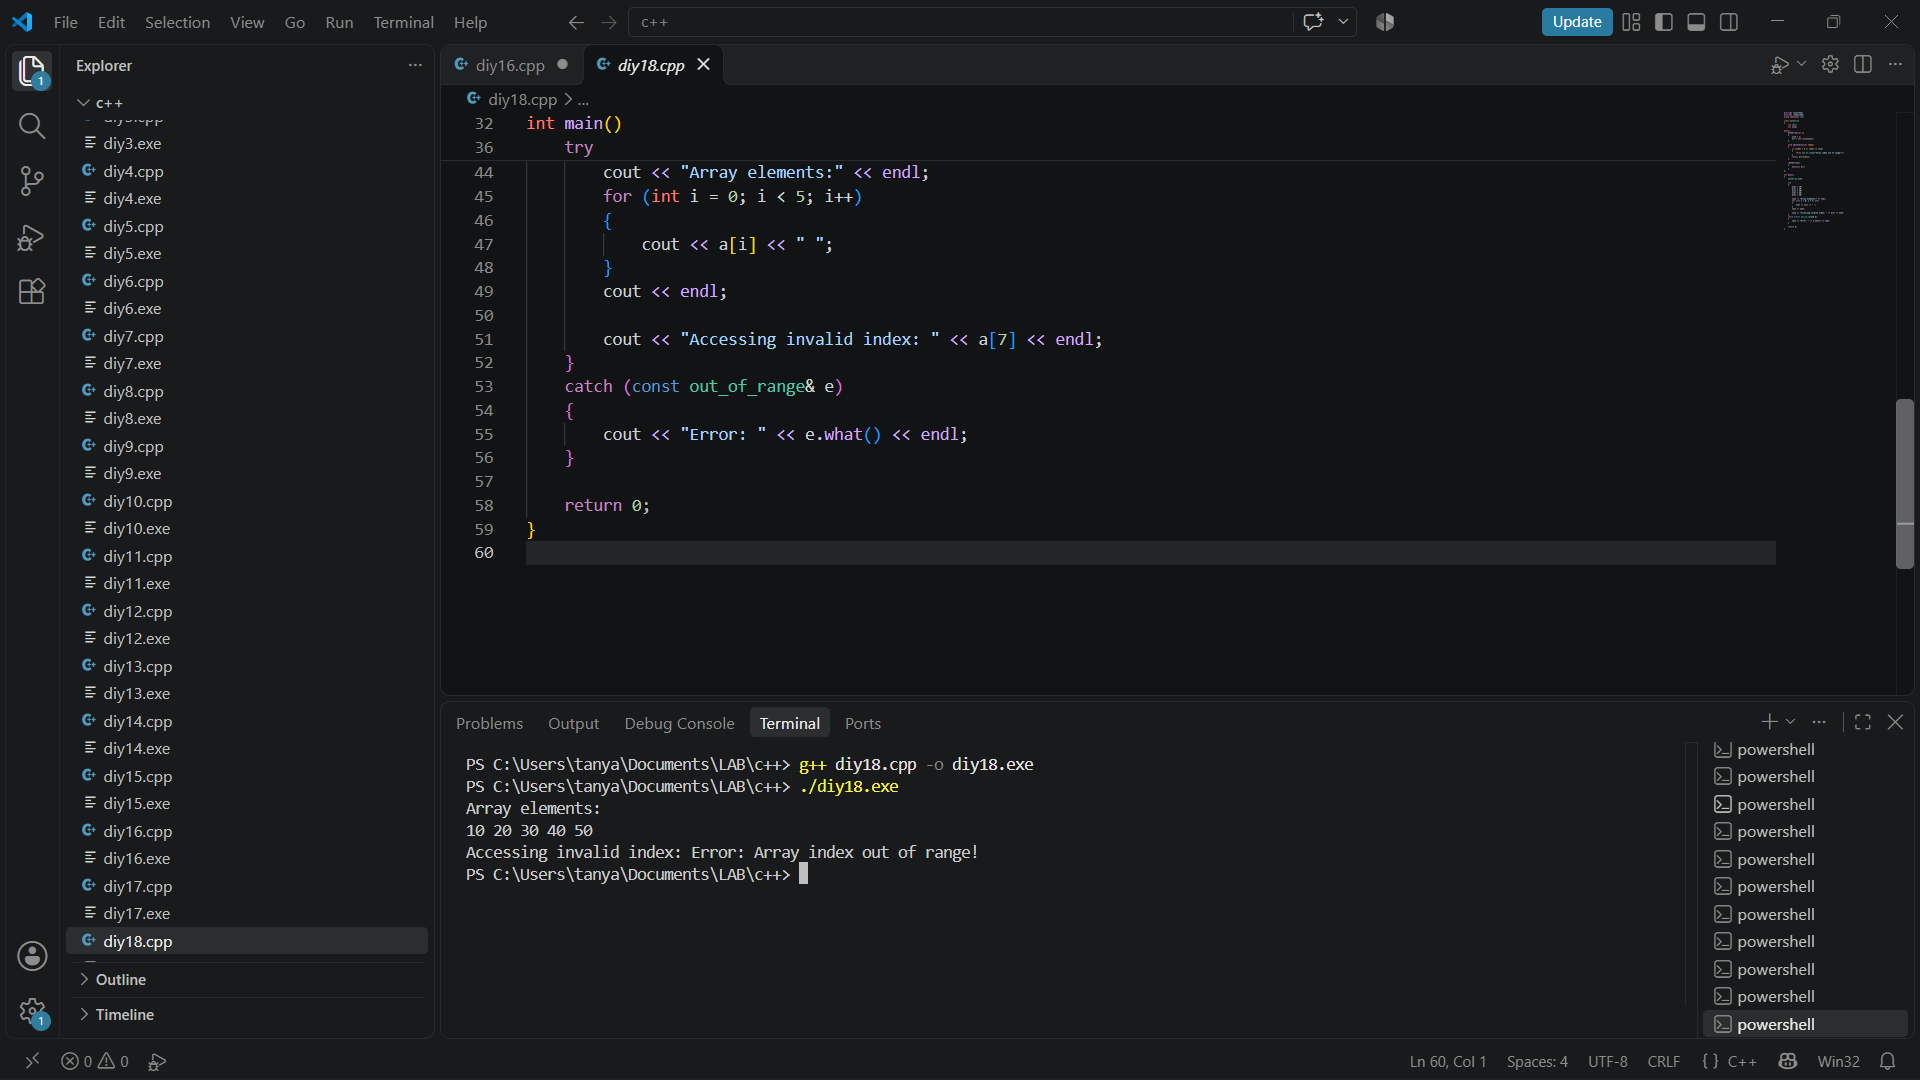 File Edit Selection View Go Run Terminal Help
c++
Update
Explorer
c++
diy3.cpp
diy3.exe
diy4.cpp
diy4.exe
diy5.cpp
diy5.exe
diy6.cpp
diy6.exe
diy7.cpp
diy7.exe
diy8.cpp
diy8.exe
diy9.cpp
diy9.exe
diy10.cpp
diy10.exe
diy11.cpp
diy11.exe
diy12.cpp
diy12.exe
diy13.cpp
diy13.exe
diy14.cpp
diy14.exe
diy15.cpp
diy15.exe
diy16.cpp
diy16.exe
diy17.cpp
diy17.exe
diy18.cpp
Outline
Timeline
1
1
diy16.cpp
diy18.cpp
diy18.cpp > ...
32 int main()
36 try
44 cout << "Array elements:" << endl;
45 for (int i = 0; i < 5; i++)
46 {
47 cout << a[i] << " ";
48 }
49 cout << endl;
50
51 cout << "Accessing invalid index: " << a[7] << endl;
52 }
53 catch (const out_of_range& e)
54 {
55 cout << "Error: " << e.what() << endl;
56 }
57
58 return 0;
59 }
60
Problems Output Debug Console Terminal Ports
PS C:\Users\tanya\Documents\LAB\c++> g++ diy18.cpp -o diy18.exe
PS C:\Users\tanya\Documents\LAB\c++> ./diy18.exe
Array elements:
10 20 30 40 50
Accessing invalid index: Error: Array index out of range!
PS C:\Users\tanya\Documents\LAB\c++>
powershell
powershell
powershell
powershell
powershell
powershell
powershell
powershell
powershell
powershell
powershell
0 0
Ln 60, Col 1 Spaces: 4 UTF-8 CRLF {} C++ Win32